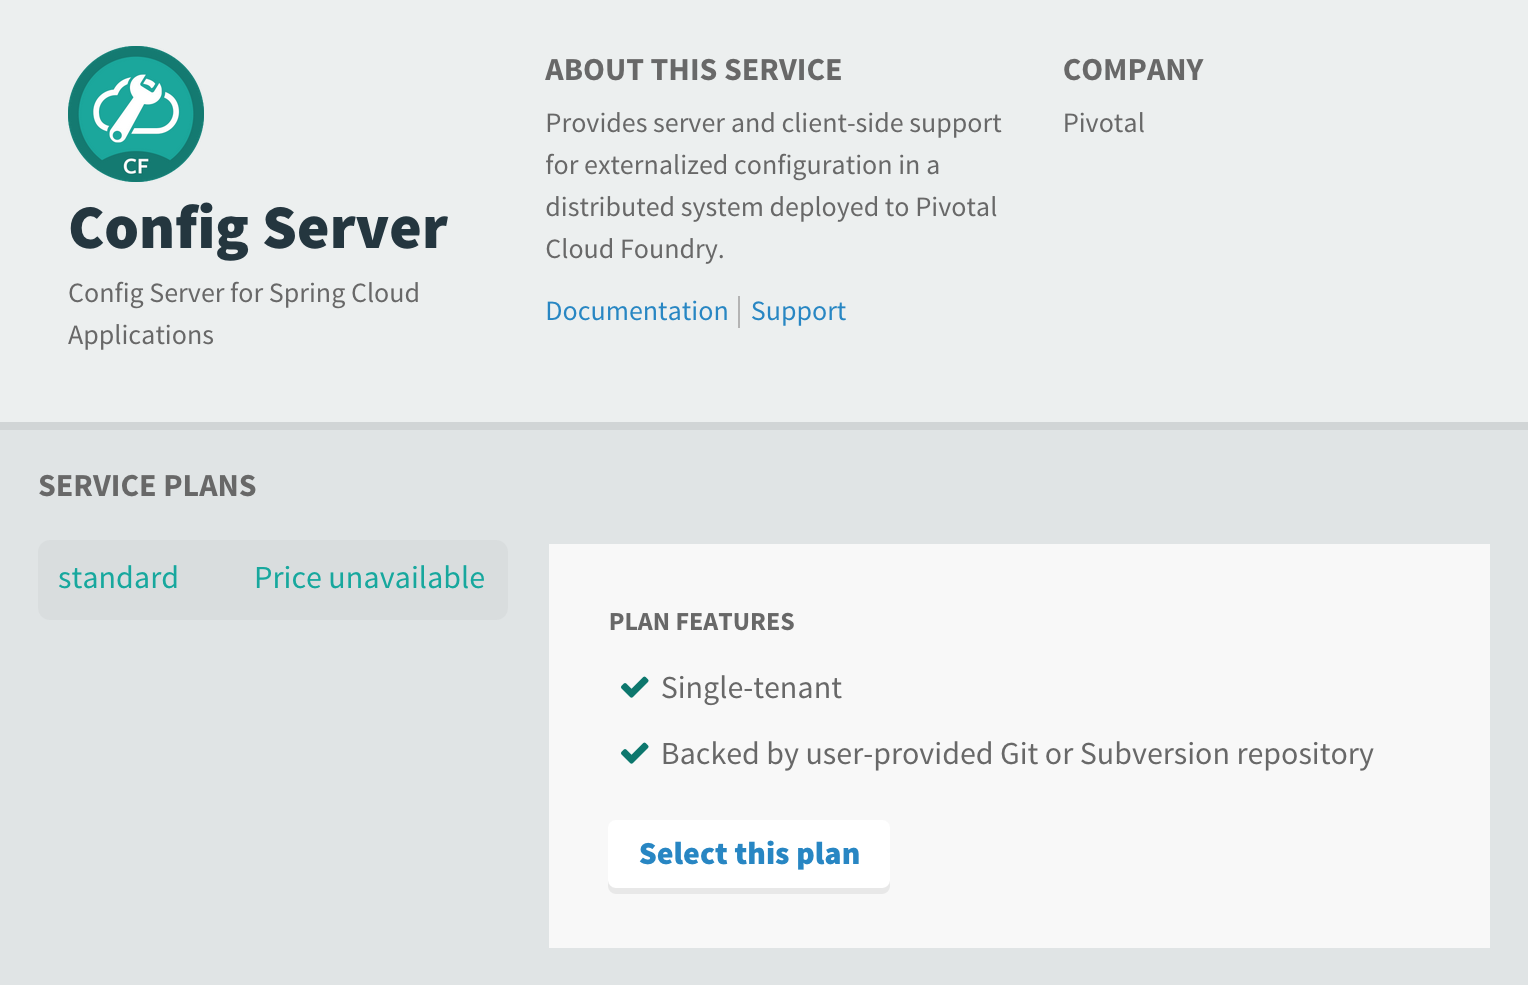 CF
Config Server
Config Server for Spring Cloud
Applications
ABOUT THIS SERVICE
Provides server and client-side support
for externalized configuration in a
distributed system deployed to Pivotal
Cloud Foundry.
Documentation | Support
COMPANY
Pivotal
SERVICE PLANS
standard Price unavailable
PLAN FEATURES
Single-tenant
Backed by user-provided Git or Subversion repository
Select this plan